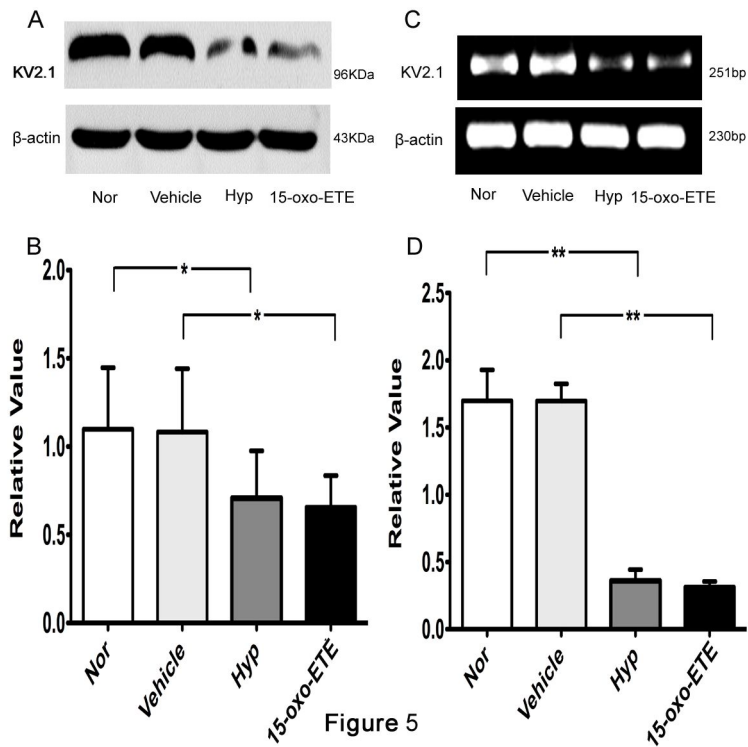 A
KV2.1
96KDa
β-actin
43KDa
Nor Vehicle Hyp 15-oxo-ETE
C
KV2.1
251bp
β-actin
230bp
Nor Vehicle Hyp 15-oxo-ETE
B
Relative Value
2.0
1.5
1.0
0.5
0.0
*
*
Nor Vehicle Hyp 15-oxo-ETE
D
Relative Value
2.5
2.0
1.5
1.0
0.5
0.0
**
**
Nor Vehicle Hyp 15-oxo-ETE
Figure 5